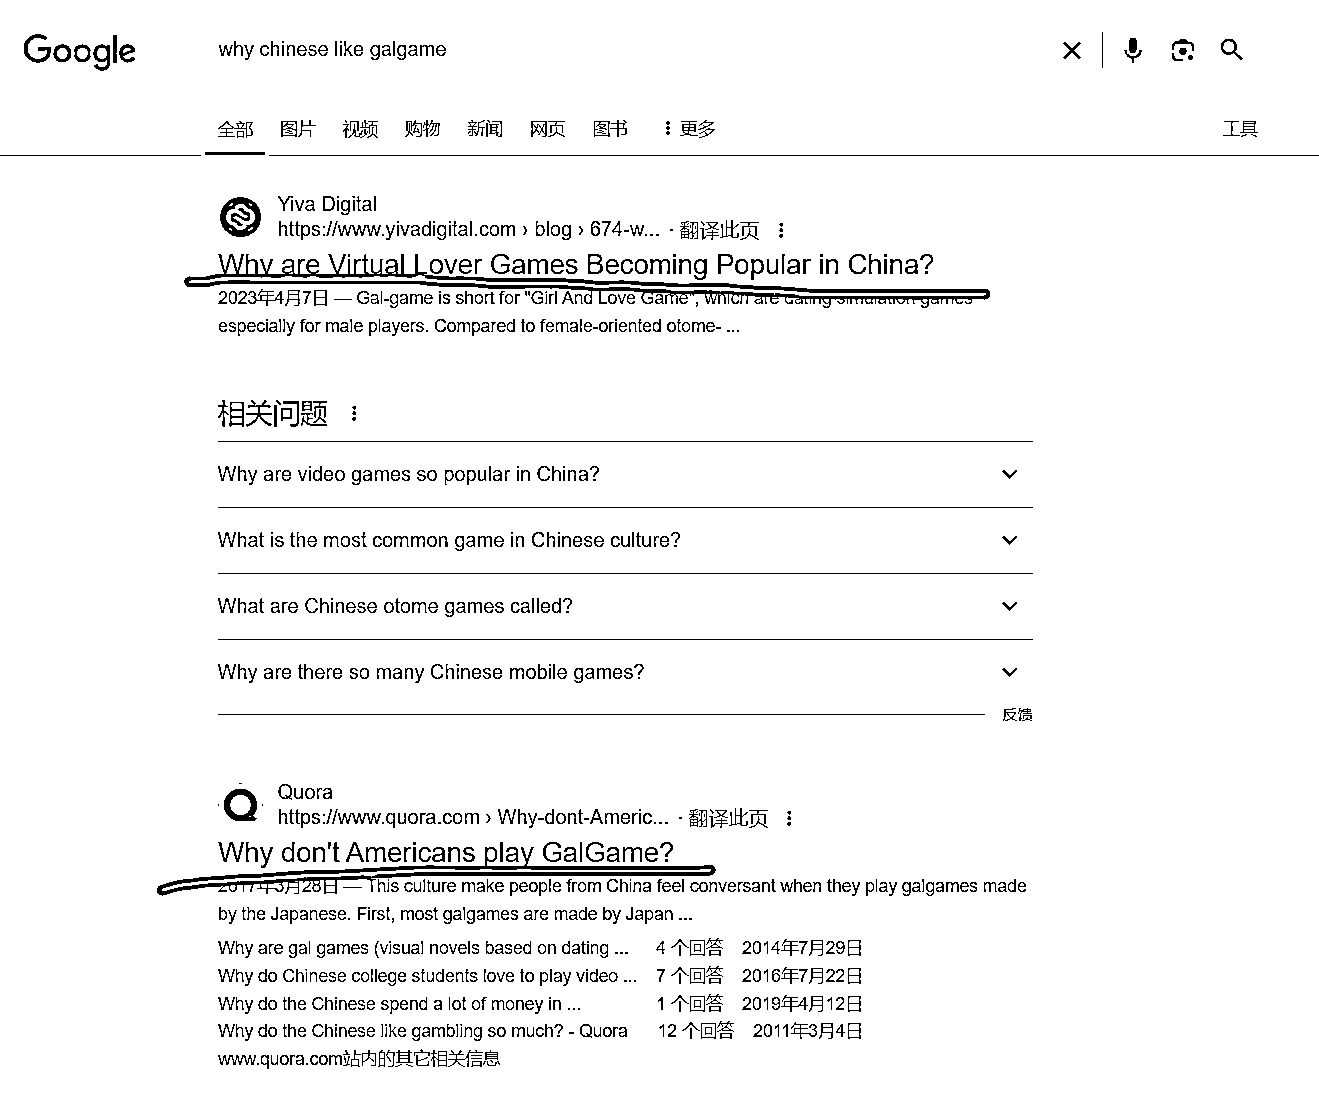 Google
why chinese like galgame
全部 图片 视频 购物 新闻 网页 图书 更多 工具
Yiva Digital
https://www.yivadigital.com › blog › 674-w... · 翻译此页
Why are Virtual Lover Games Becoming Popular in China?
2023年4月7日 — Gal-game is short for "Girl And Love Game", which are dating simulation games
especially for male players. Compared to female-oriented otome- ...
相关问题
Why are video games so popular in China?
What is the most common game in Chinese culture?
What are Chinese otome games called?
Why are there so many Chinese mobile games?
反馈
Quora
https://www.quora.com › Why-dont-Americ... · 翻译此页
Why don't Americans play GalGame?
2017年3月28日 — This culture make people from China feel conversant when they play galgames made
by the Japanese. First, most galgames are made by Japan ...
Why are gal games (visual novels based on dating ... 4 个回答 2014年7月29日
Why do Chinese college students love to play video ... 7 个回答 2016年7月22日
Why do the Chinese spend a lot of money in ... 1 个回答 2019年4月12日
Why do the Chinese like gambling so much? - Quora 12 个回答 2011年3月4日
www.quora.com站内的其它相关信息